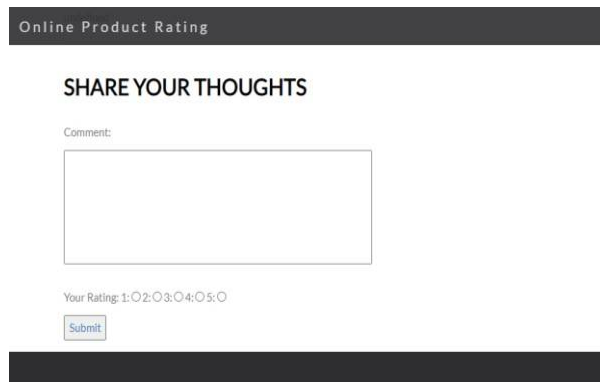 Online Product Rating
SHARE YOUR THOUGHTS
Comment:
Your Rating: 1: 2: 3: 4: 5:
Submit